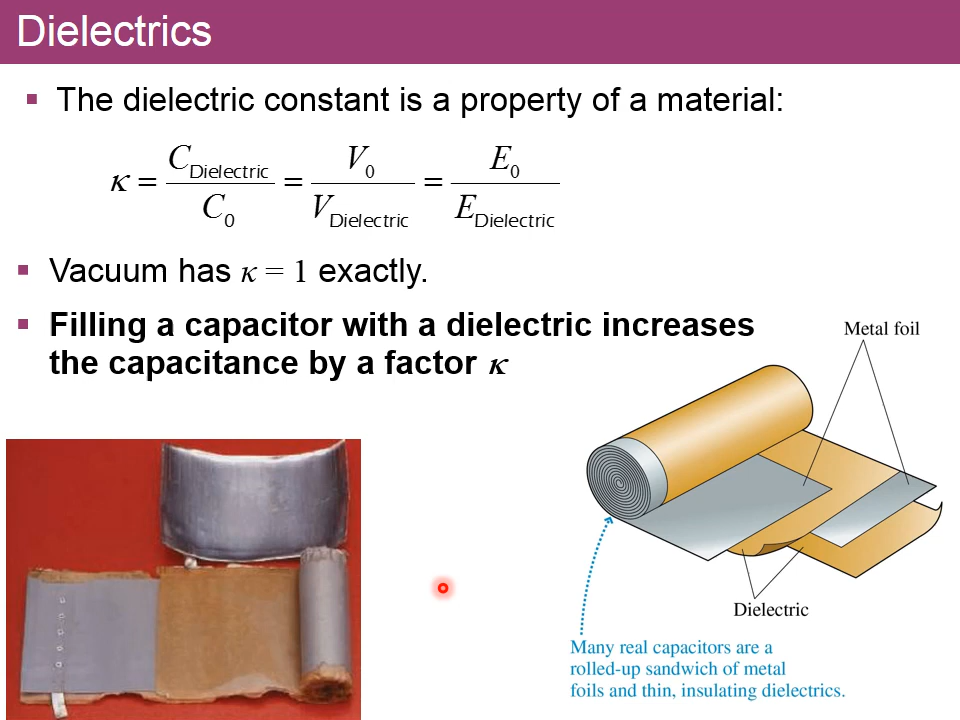 Dielectrics
▪ The dielectric constant is a property of a material:
κ = C_Dielectric / C_0 = V_0 / V_Dielectric = E_0 / E_Dielectric
▪ Vacuum has κ = 1 exactly.
▪ Filling a capacitor with a dielectric increases
the capacitance by a factor κ
Metal foil
Dielectric
Many real capacitors are a
rolled-up sandwich of metal
foils and thin, insulating dielectrics.